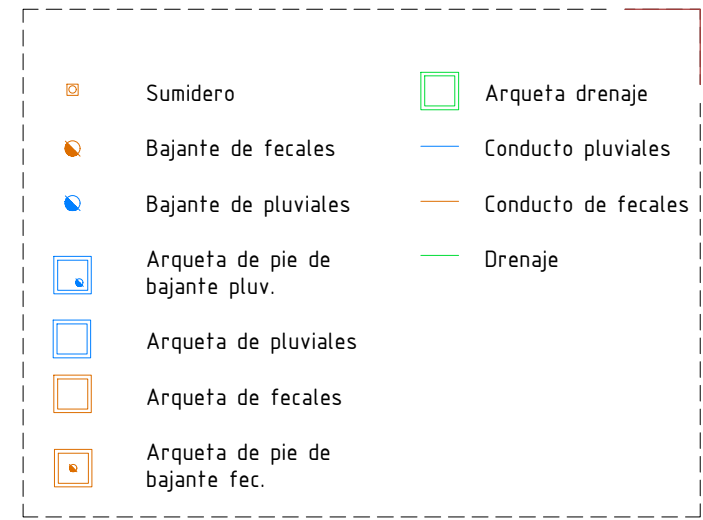 Sumidero
Bajante de fecales
Bajante de pluviales
Arqueta de pie de
bajante pluv.
Arqueta de pluviales
Arqueta de fecales
Arqueta de pie de
bajante fec.
Arqueta drenaje
Conducto pluviales
Conducto de fecales
Drenaje